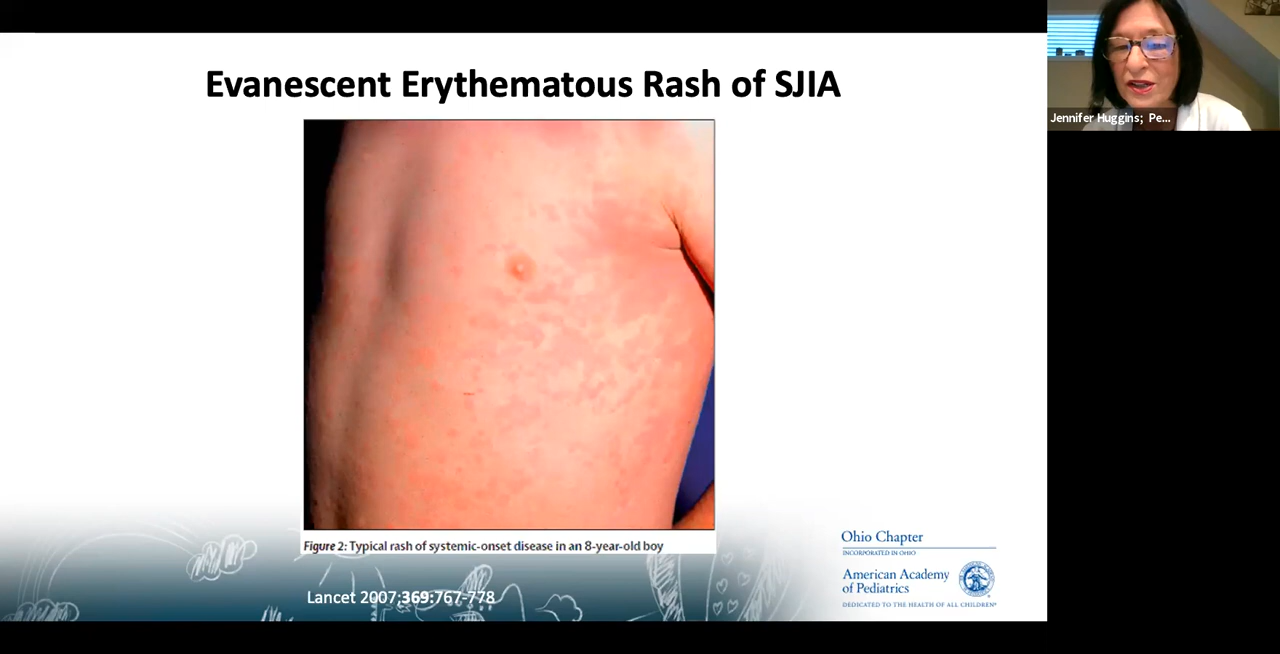 Evanescent Erythematous Rash of SJIA
Jennifer Huggins; Pe...
Figure 2: Typical rash of systemic-onset disease in an 8-year-old boy
Lancet 2007;369:767-778
Ohio Chapter
INCORPORATED IN OHIO
American Academy
of Pediatrics
DEDICATED TO THE HEALTH OF ALL CHILDREN®